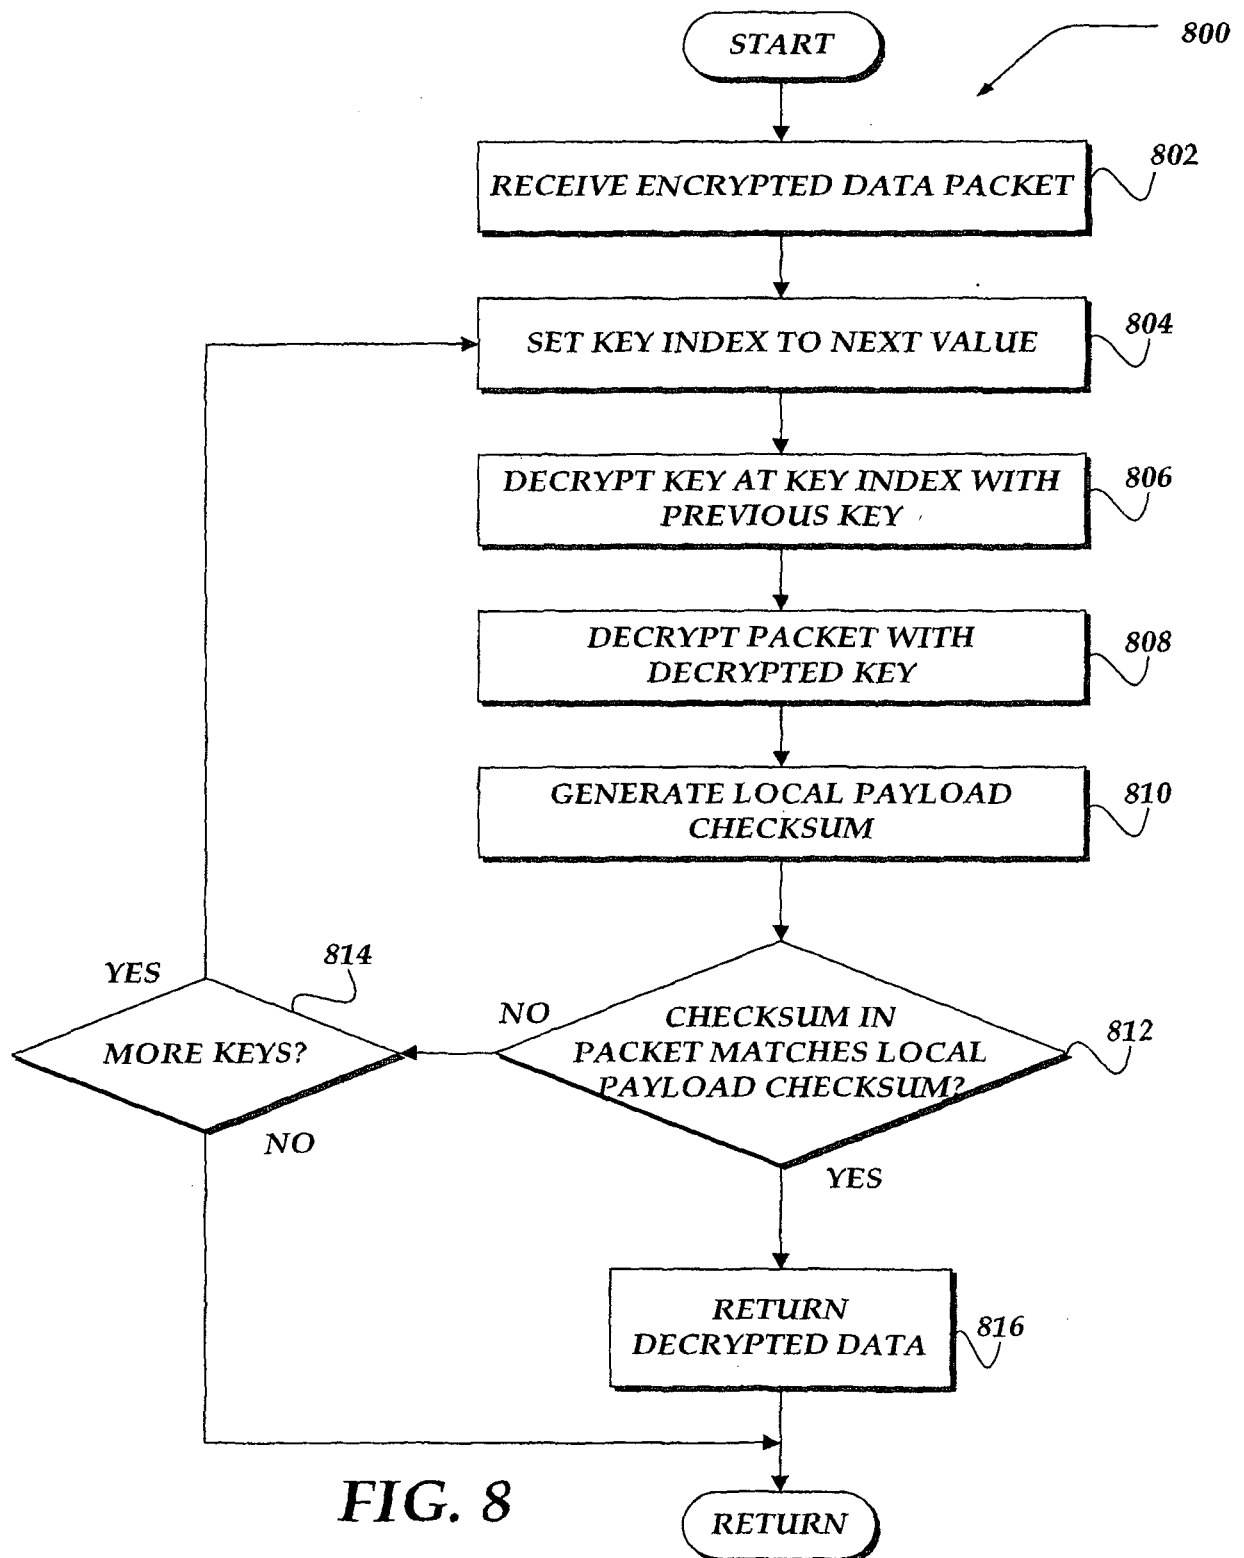 START
800
RECEIVE ENCRYPTED DATA PACKET
802
SET KEY INDEX TO NEXT VALUE
804
DECRYPT KEY AT KEY INDEX WITH
PREVIOUS KEY
806
DECRYPT PACKET WITH
DECRYPTED KEY
808
GENERATE LOCAL PAYLOAD
CHECKSUM
810
YES
814
MORE KEYS?
NO
NO
CHECKSUM IN
PACKET MATCHES LOCAL
PAYLOAD CHECKSUM?
812
YES
RETURN
DECRYPTED DATA
816
FIG. 8
RETURN